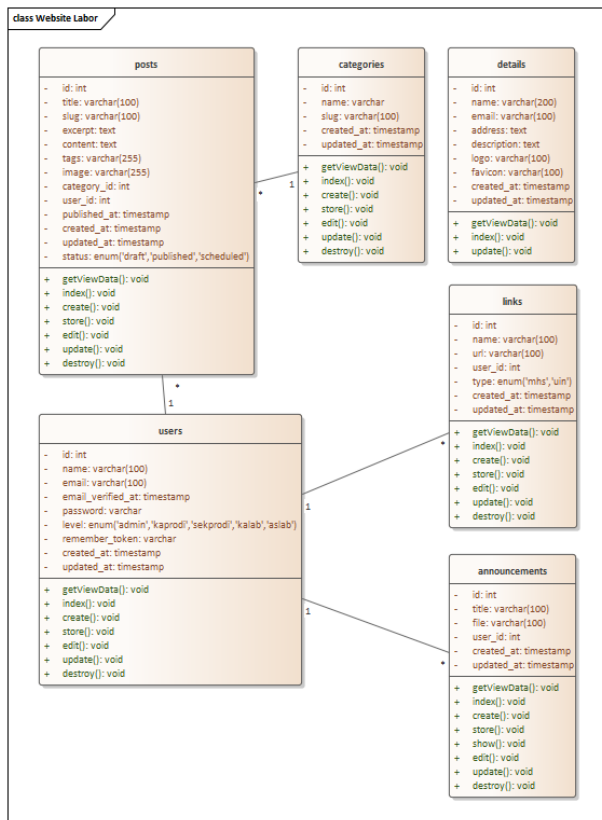 class Website Labor
posts
- id: int
- title: varchar(100)
- slug: varchar(100)
- excerpt: text
- content: text
- tags: varchar(255)
- image: varchar(255)
- category_id: int
- user_id: int
- published_at: timestamp
- created_at: timestamp
- updated_at: timestamp
- status: enum('draft','published','scheduled')
+ getViewData(): void
+ index(): void
+ create(): void
+ store(): void
+ edit(): void
+ update(): void
+ destroy(): void
categories
- id: int
- name: varchar
- slug: varchar(100)
- created_at: timestamp
- updated_at: timestamp
+ getViewData(): void
+ index(): void
+ create(): void
+ store(): void
+ edit(): void
+ update(): void
+ destroy(): void
details
- id: int
- name: varchar(200)
- email: varchar(100)
- address: text
- description: text
- logo: varchar(100)
- favicon: varchar(100)
- created_at: timestamp
- updated_at: timestamp
+ getViewData(): void
+ index(): void
+ update(): void
* 1
links
- id: int
- name: varchar(100)
- url: varchar(100)
- user_id: int
- type: enum('mhs','uin')
- created_at: timestamp
- updated_at: timestamp
+ getViewData(): void
+ index(): void
+ create(): void
+ store(): void
+ edit(): void
+ update(): void
+ destroy(): void
*
1
users
- id: int
- name: varchar(100)
- email: varchar(100)
- email_verified_at: timestamp
- password: varchar
- level: enum('admin','kaprodi','sekprodi','kalab','aslab')
- remember_token: varchar
- created_at: timestamp
- updated_at: timestamp
+ getViewData(): void
+ index(): void
+ create(): void
+ store(): void
+ edit(): void
+ update(): void
+ destroy(): void
*
1
1
*
announcements
- id: int
- title: varchar(100)
- file: varchar(100)
- user_id: int
- created_at: timestamp
- updated_at: timestamp
+ getViewData(): void
+ index(): void
+ create(): void
+ store(): void
+ show(): void
+ edit(): void
+ update(): void
+ destroy(): void